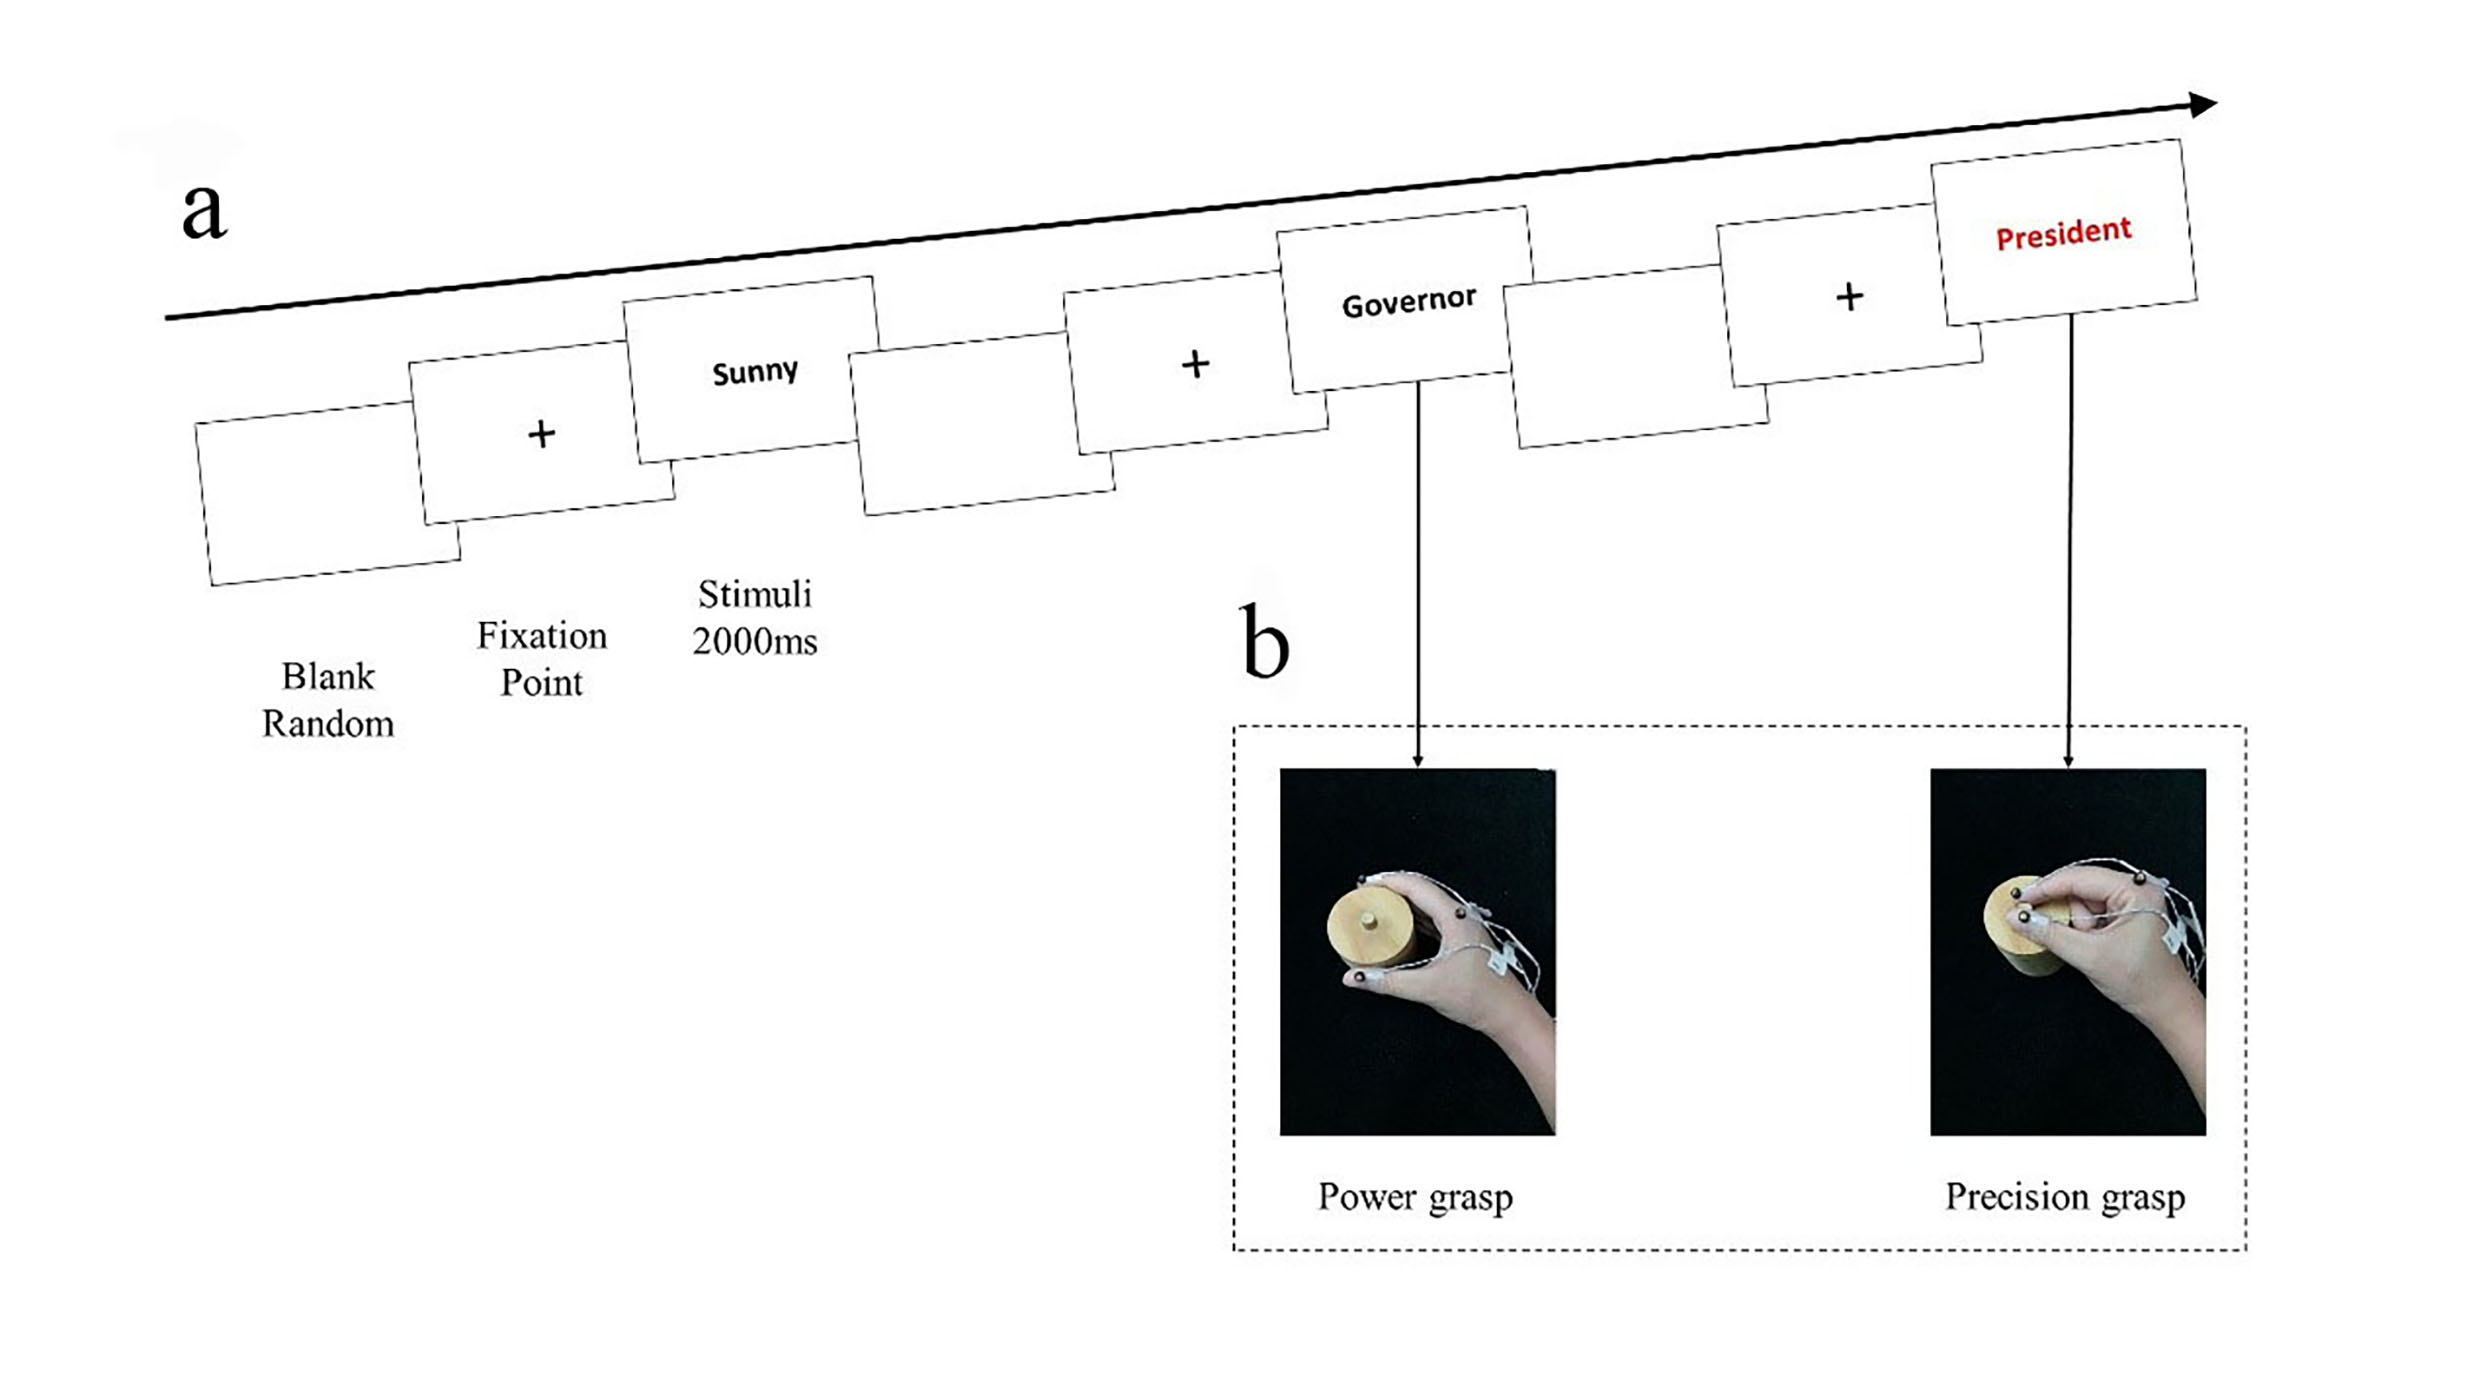 a
+
Sunny
+
Governor
+
President
Blank
Random
Fixation
Point
Stimuli
2000ms
b
Power grasp
Precision grasp